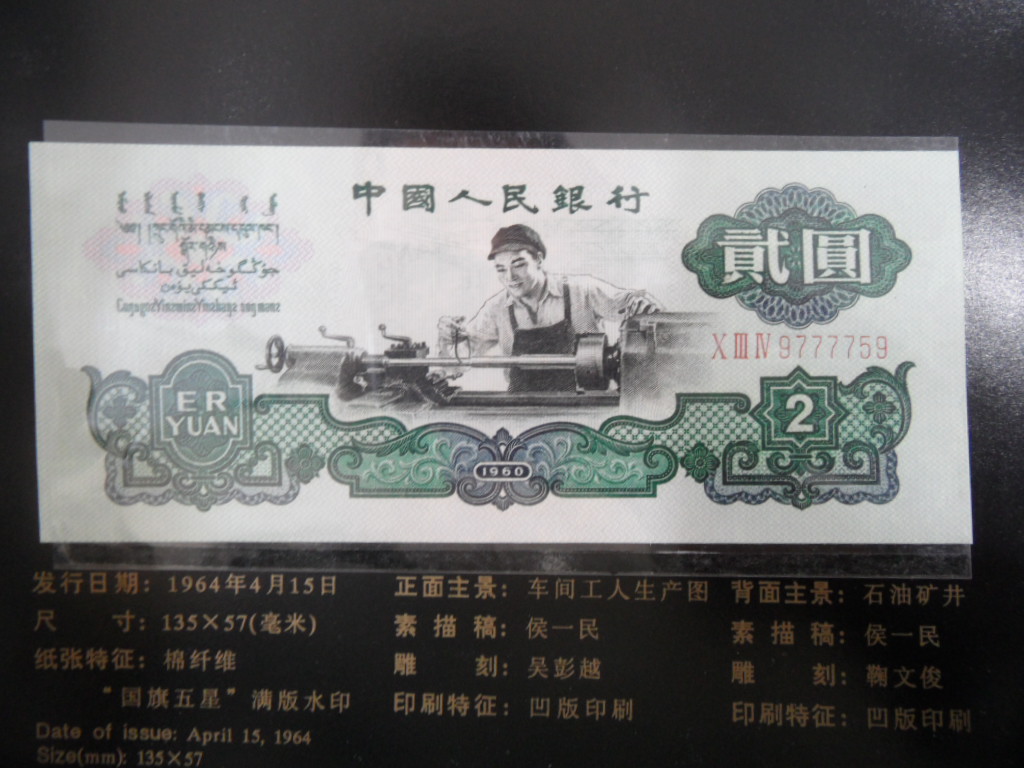 中國人民銀行
貳圓
XⅢⅣ9777759
ER
YUAN
2
1960
发行日期：1964年4月15日
尺 寸：135×57(毫米)
纸张特征：棉纤维
“国旗五星”满版水印
Date of issue: April 15, 1964
Size(mm): 135×57
正面主景：车间工人生产图
素描稿：侯一民
雕 刻：吴彭越
印刷特征：凹版印刷
背面主景：石油矿井
素描稿：侯一民
雕 刻：鞠文俊
印刷特征：凹版印刷